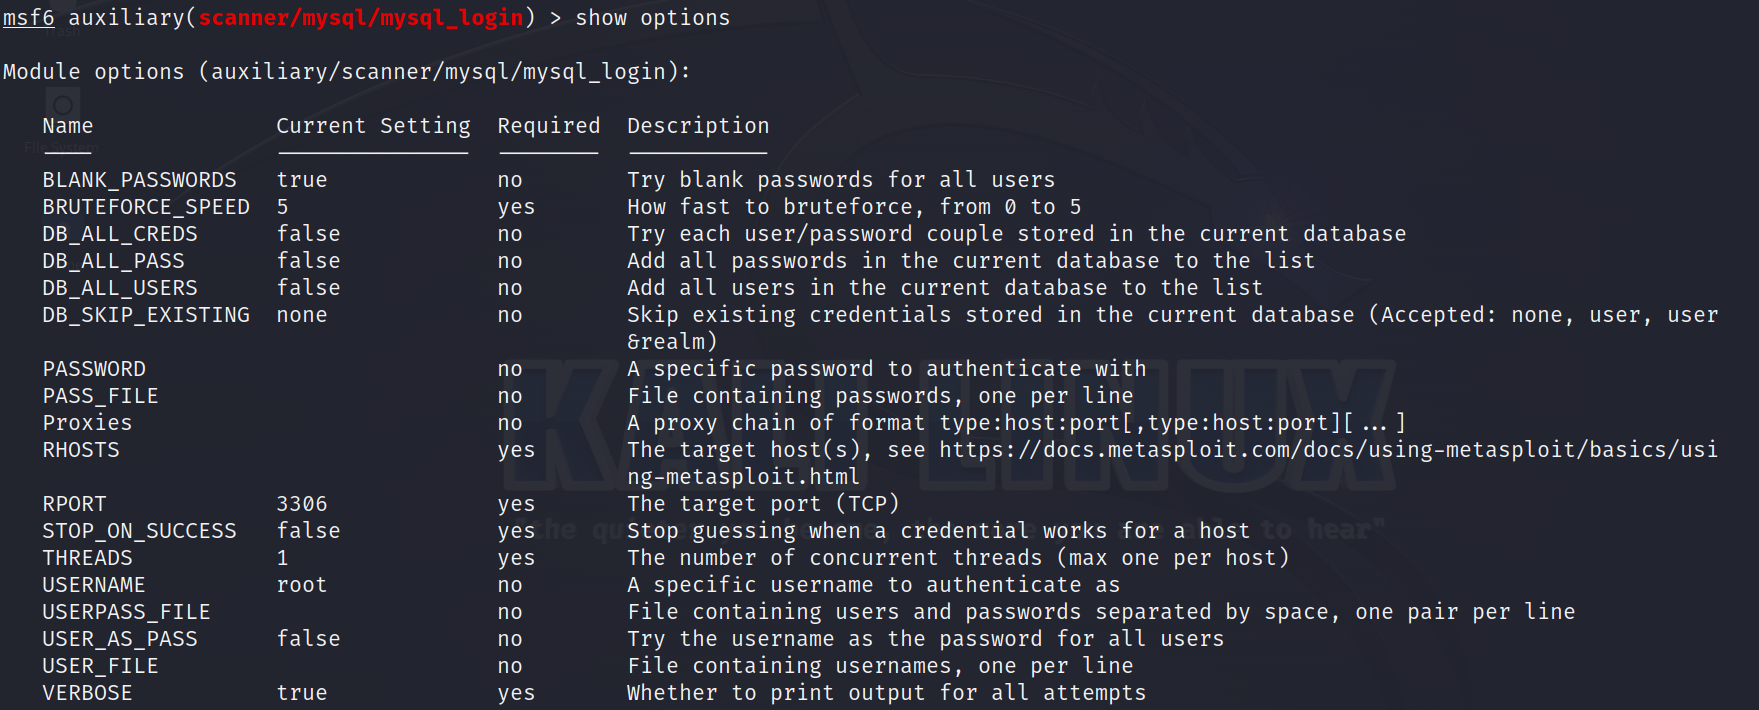 msf6 auxiliary(scanner/mysql/mysql_login) > show options
Trash
Module options (auxiliary/scanner/mysql/mysql_login):
Name Current Setting Required Description
File System
BLANK_PASSWORDS true no Try blank passwords for all users
BRUTEFORCE_SPEED 5 yes How fast to bruteforce, from 0 to 5
DB_ALL_CREDS false no Try each user/password couple stored in the current database
DB_ALL_PASS false no Add all passwords in the current database to the list
DB_ALL_USERS false no Add all users in the current database to the list
DB_SKIP_EXISTING none no Skip existing credentials stored in the current database (Accepted: none, user, user
&realm)
PASSWORD no A specific password to authenticate with
PASS_FILE no File containing passwords, one per line
Proxies no A proxy chain of format type:host:port[,type:host:port][...]
RHOSTS yes The target host(s), see https://docs.metasploit.com/docs/using-metasploit/basics/usi
ng-metasploit.html
KALI LINUX
RPORT 3306 yes The target port (TCP)
STOP_ON_SUCCESS false yes Stop guessing when a credential works for a host
"the to hear"
THREADS 1 yes The number of concurrent threads (max one per host)
USERNAME root no A specific username to authenticate as
USERPASS_FILE no File containing users and passwords separated by space, one pair per line
USER_AS_PASS false no Try the username as the password for all users
USER_FILE no File containing usernames, one per line
VERBOSE true yes Whether to print output for all attempts